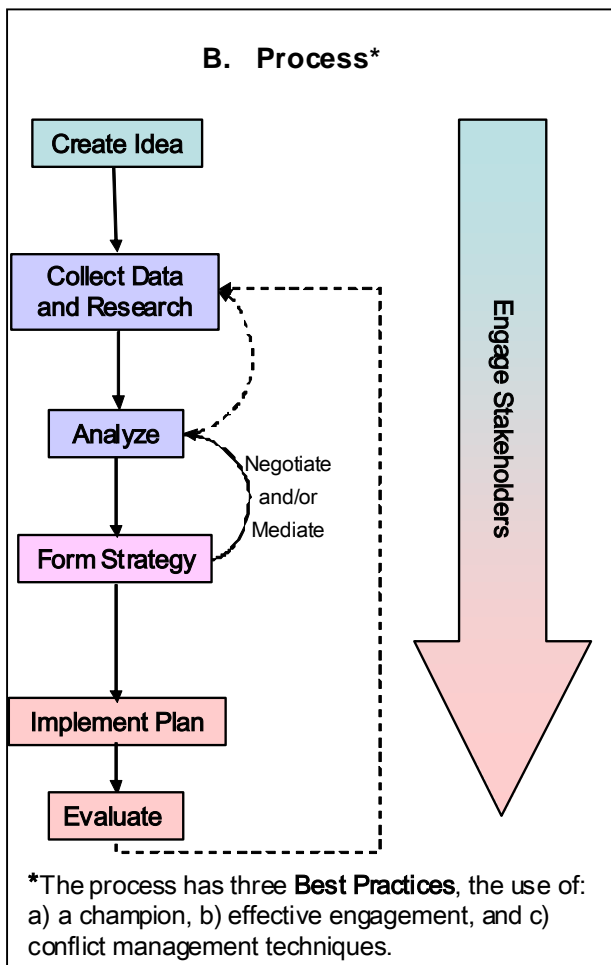 B. Process*
Create Idea
Collect Data
and Research
Analyze
Negotiate
and/or
Mediate
Form Strategy
Implement Plan
Evaluate
Engage Stakeholders
*The process has three Best Practices, the use of:
a) a champion, b) effective engagement, and c)
conflict management techniques.